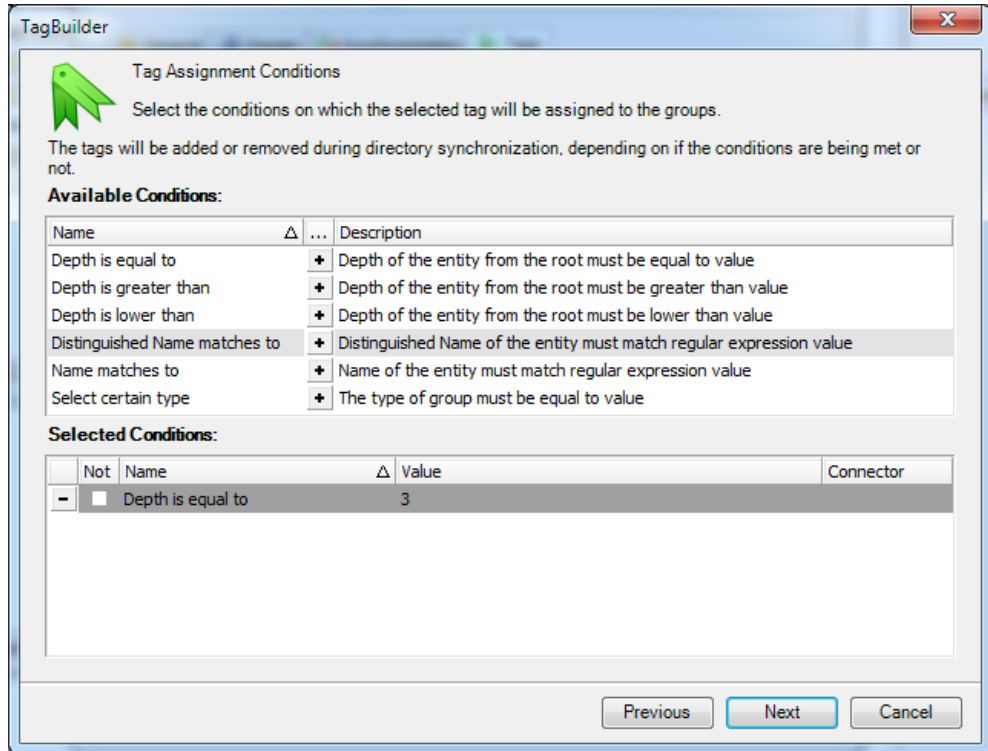 TagBuilder
Tag Assignment Conditions
Select the conditions on which the selected tag will be assigned to the groups.
The tags will be added or removed during directory synchronization, depending on if the conditions are being met or
not.
Available Conditions:
Name ... Description
Depth is equal to + Depth of the entity from the root must be equal to value
Depth is greater than + Depth of the entity from the root must be greater than value
Depth is lower than + Depth of the entity from the root must be lower than value
Distinguished Name matches to + Distinguished Name of the entity must match regular expression value
Name matches to + Name of the entity must match regular expression value
Select certain type + The type of group must be equal to value
Selected Conditions:
Not Name Value Connector
- Depth is equal to 3
Previous Next Cancel